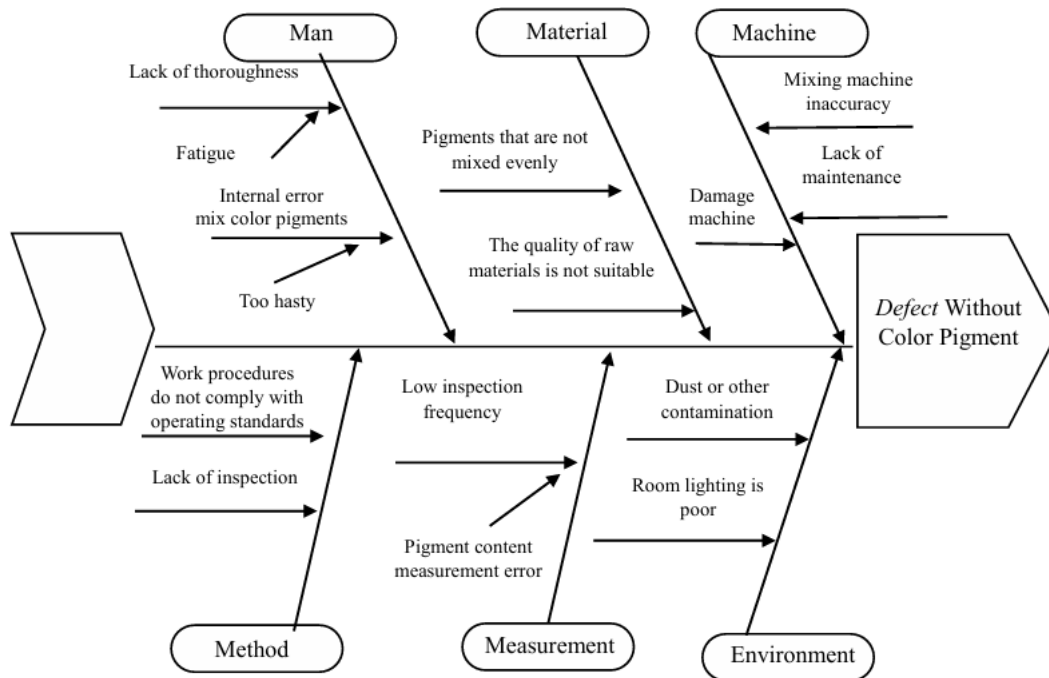 Man
Material
Machine
Lack of thoroughness
Fatigue
Internal error
mix color pigments
Too hasty
Pigments that are not
mixed evenly
The quality of raw
materials is not suitable
Mixing machine
inaccuracy
Lack of
maintenance
Damage
machine
Defect Without
Color Pigment
Work procedures
do not comply with
operating standards
Lack of inspection
Low inspection
frequency
Pigment content
measurement error
Dust or other
contamination
Room lighting is
poor
Method
Measurement
Environment